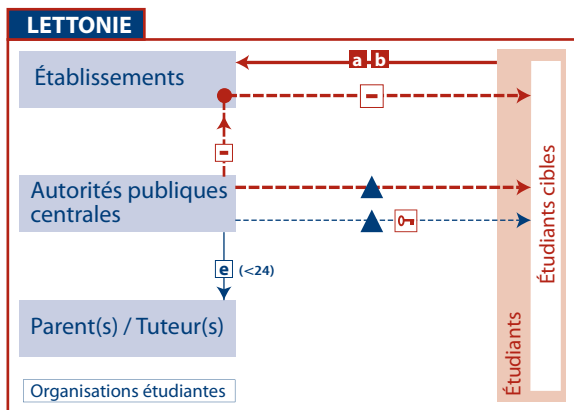 LETTONIE
Établissements
a b
Autorités publiques
centrales
e (<24)
Parent(s) / Tuteur(s)
Organisations étudiantes
Étudiants
Étudiants cibles